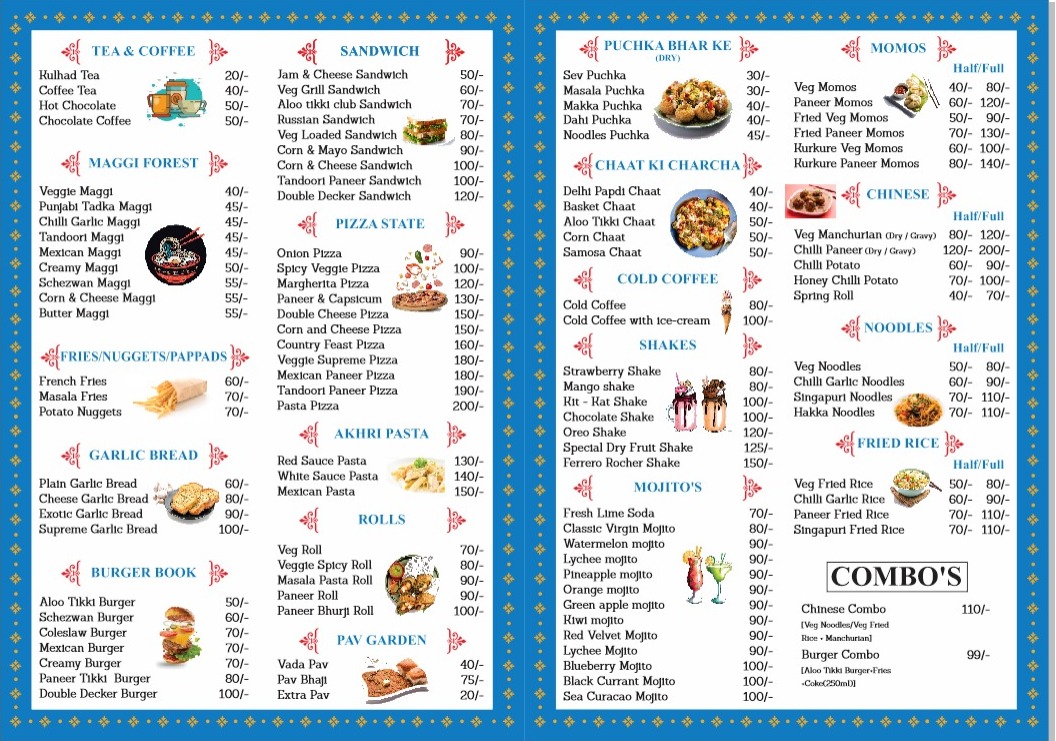 TEA & COFFEE
Kulhad Tea 20/-
Coffee Tea 40/-
Hot Chocolate 50/-
Chocolate Coffee 50/-
MAGGI FOREST
Veggie Maggi 40/-
Punjabi Tadka Maggi 45/-
Chilli Garlic Maggi 45/-
Tandoori Maggi 45/-
Mexican Maggi 45/-
Creamy Maggi 50/-
Schezwan Maggi 55/-
Corn & Cheese Maggi 55/-
Butter Maggi 55/-
FRIES/NUGGETS/PAPPADS
French Fries 60/-
Masala Fries 70/-
Potato Nuggets 70/-
GARLIC BREAD
Plain Garlic Bread 60/-
Cheese Garlic Bread 80/-
Exotic Garlic Bread 90/-
Supreme Garlic Bread 100/-
BURGER BOOK
Aloo Tikki Burger 50/-
Schezwan Burger 60/-
Coleslaw Burger 70/-
Mexican Burger 70/-
Creamy Burger 70/-
Paneer Tikki Burger 80/-
Double Decker Burger 100/-
SANDWICH
Jam & Cheese Sandwich 50/-
Veg Grill Sandwich 60/-
Aloo tikki club Sandwich 70/-
Russian Sandwich 70/-
Veg Loaded Sandwich 80/-
Corn & Mayo Sandwich 90/-
Corn & Cheese Sandwich 100/-
Tandoori Paneer Sandwich 100/-
Double Decker Sandwich 120/-
PIZZA STATE
Onion Pizza 90/-
Spicy Veggie Pizza 100/-
Margherita Pizza 120/-
Paneer & Capsicum 130/-
Double Cheese Pizza 150/-
Corn and Cheese Pizza 150/-
Country Feast Pizza 160/-
Veggie Supreme Pizza 180/-
Mexican Paneer Pizza 180/-
Tandoori Paneer Pizza 190/-
Pasta Pizza 200/-
AKHRI PASTA
Red Sauce Pasta 130/-
White Sauce Pasta 140/-
Mexican Pasta 150/-
ROLLS
Veg Roll 70/-
Veggie Spicy Roll 80/-
Masala Pasta Roll 90/-
Paneer Roll 90/-
Paneer Bhurji Roll 100/-
PAV GARDEN
Vada Pav 40/-
Pav Bhaji 75/-
Extra Pav 20/-
PUCHKA BHAR KE
(DRY)
Sev Puchka 30/-
Masala Puchka 30/-
Makka Puchka 40/-
Dahi Puchka 40/-
Noodles Puchka 45/-
CHAAT KI CHARCHA
Delhi Papdi Chaat 40/-
Basket Chaat 40/-
Aloo Tikki Chaat 50/-
Corn Chaat 50/-
Samosa Chaat 50/-
COLD COFFEE
Cold Coffee 80/-
Cold Coffee with ice-cream 100/-
SHAKES
Strawberry Shake 80/-
Mango shake 80/-
Kit - Kat Shake 100/-
Chocolate Shake 100/-
Oreo Shake 120/-
Special Dry Fruit Shake 125/-
Ferrero Rocher Shake 150/-
MOJITO'S
Fresh Lime Soda 70/-
Classic Virgin Mojito 80/-
Watermelon mojito 90/-
Lychee mojito 90/-
Pineapple mojito 90/-
Orange mojito 90/-
Green apple mojito 90/-
Kiwi mojito 90/-
Red Velvet Mojito 90/-
Lychee Mojito 90/-
Blueberry Mojito 100/-
Black Currant Mojito 100/-
Sea Curacao Mojito 100/-
MOMOS
Half/Full
Veg Momos 40/- 80/-
Paneer Momos 60/- 120/-
Fried Veg Momos 50/- 90/-
Fried Paneer Momos 70/- 130/-
Kurkure Veg Momos 60/- 100/-
Kurkure Paneer Momos 80/- 140/-
CHINESE
Half/Full
Veg Manchurian (Dry / Gravy) 80/- 120/-
Chilli Paneer (Dry / Gravy) 120/- 200/-
Chilli Potato 60/- 90/-
Honey Chilli Potato 70/- 100/-
Spring Roll 40/- 70/-
NOODLES
Half/Full
Veg Noodles 50/- 80/-
Chilli Garlic Noodles 60/- 90/-
Singapuri Noodles 70/- 110/-
Hakka Noodles 70/- 110/-
FRIED RICE
Half/Full
Veg Fried Rice 50/- 80/-
Chilli Garlic Rice 60/- 90/-
Paneer Fried Rice 70/- 110/-
Singapuri Fried Rice 70/- 110/-
COMBO'S
Chinese Combo 110/-
[Veg Noodles/Veg Fried
Rice + Manchurian]
Burger Combo 99/-
[Aloo Tikki Burger+Fries
+Coke(250ml)]